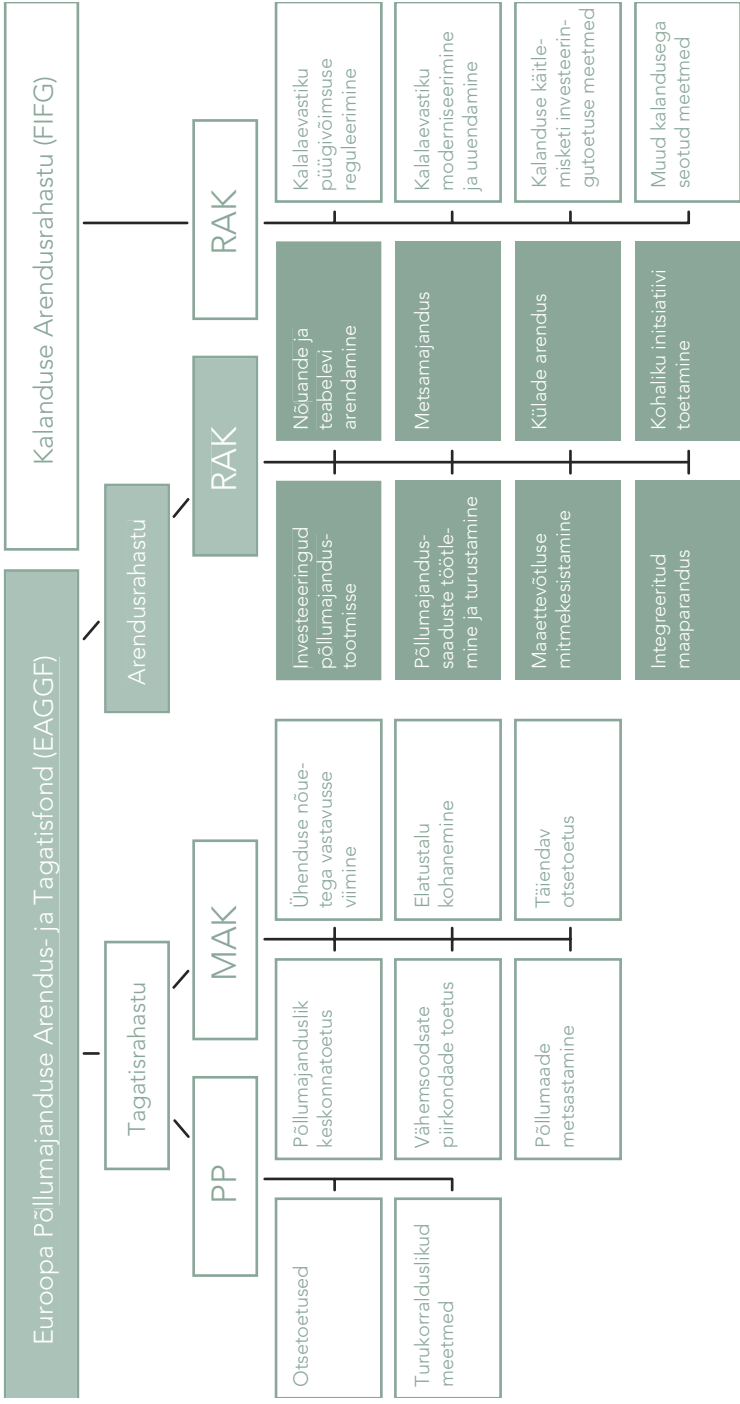 Euroopa Põllumajanduse Arendus- ja Tagatisfond (EAGGF)
Kalanduse Arendusrahastu (FIFG)
Tagatisrahastu
Arendusrahastu
PP
MAK
RAK
RAK
Otsetoetused
Turukorralduslikud
meetmed
Põllumajanduslik
keskonnatoetus
Vähemsoodsate
piirkondade toetus
Põllumaade
metsastamine
Ühenduse nõue-
tega vastavusse
viimine
Elatustalu
kohanemine
Täiendav
otsetoetus
Investeeeringud
põllumajandus-
tootmisse
Põllumajandus-
saaduste töötle-
mine ja turustamine
Maaettevõtluse
mitmekesistamine
Integreeritud
maaparandus
Nõuande ja
teabelevi
arendamine
Metsamajandus
Külade arendus
Kohaliku initsiatiivi
toetamine
Kalalaevastiku
püügivõimsuse
reguleerimine
Kalalaevastiku
moderniseerimine
ja uuendamine
Kalanduse käitle-
misketi investeerin-
gutoetuse meetmed
Muud kalandusega
seotud meetmed